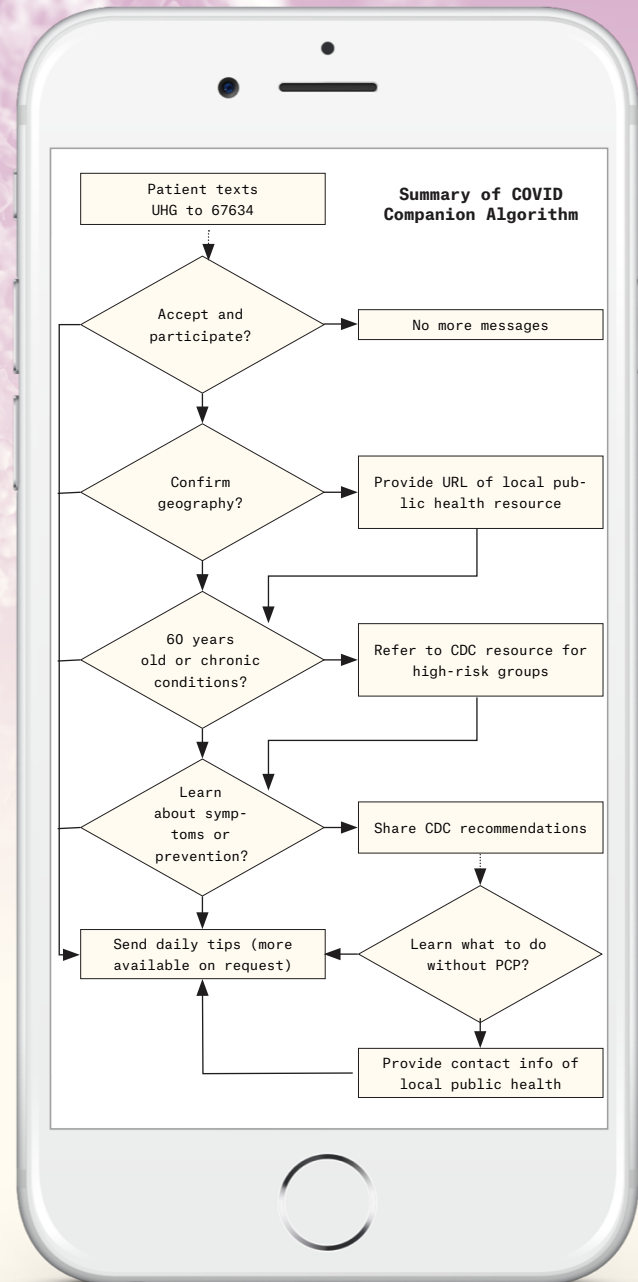 Patient texts
UHG to 67634
Summary of COVID
Companion Algorithm
Accept and
participate?
No more messages
Confirm
geography?
Provide URL of local pub-
lic health resource
60 years
old or chronic
conditions?
Refer to CDC resource for
high-risk groups
Learn
about symp-
toms or
prevention?
Share CDC recommendations
Send daily tips (more
available on request)
Learn what to do
without PCP?
Provide contact info of
local public health